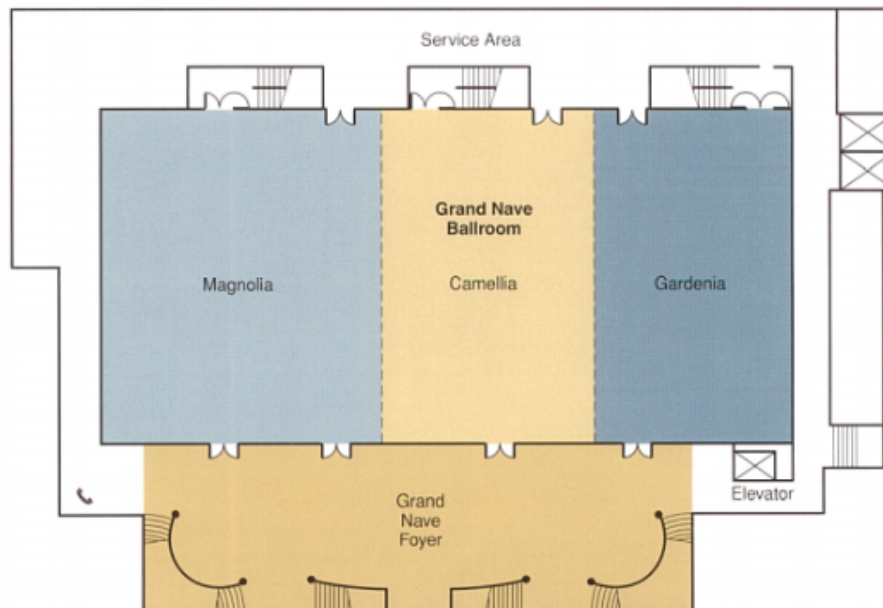 Service Area
Grand Nave
Ballroom
Magnolia
Camellia
Gardenia
Grand
Nave
Foyer
Elevator